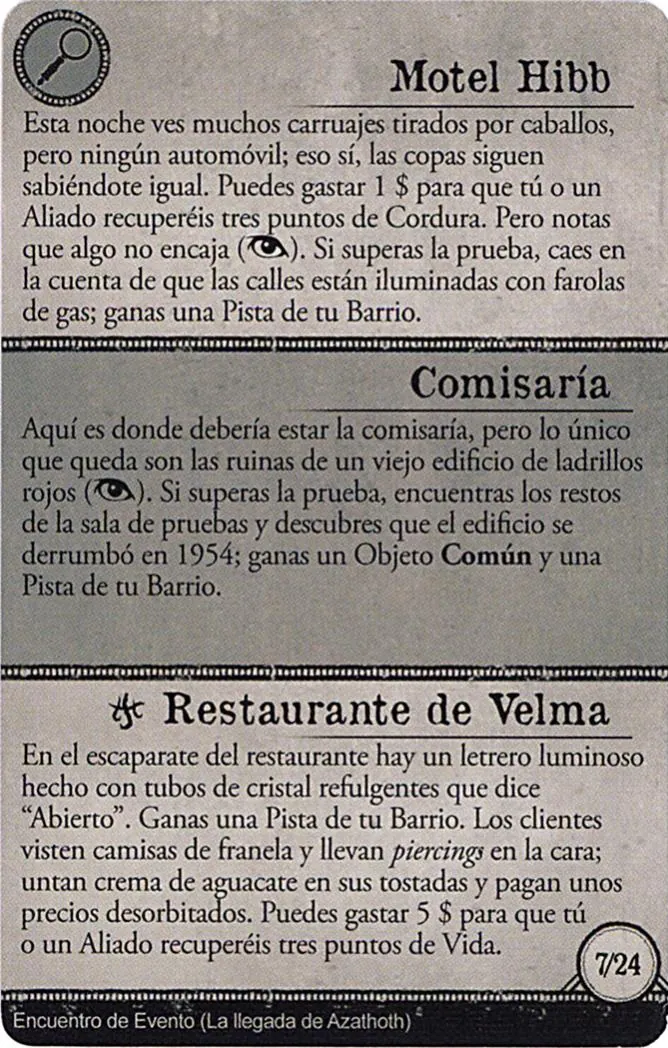 Motel Hibb
Esta noche ves muchos carruajes tirados por caballos,
pero ningún automóvil; eso sí, las copas siguen
sabiéndote igual. Puedes gastar 1 $ para que tú o un
Aliado recuperéis tres puntos de Cordura. Pero notas
que algo no encaja (). Si superas la prueba, caes en
la cuenta de que las calles están iluminadas con farolas
de gas; ganas una Pista de tu Barrio.
Comisaría
Aquí es donde debería estar la comisaría, pero lo único
que queda son las ruinas de un viejo edificio de ladrillos
rojos (). Si superas la prueba, encuentras los restos
de la sala de pruebas y descubres que el edificio se
derrumbó en 1954; ganas un Objeto Común y una
Pista de tu Barrio.
Restaurante de Velma
En el escaparate del restaurante hay un letrero luminoso
hecho con tubos de cristal refulgentes que dice
“Abierto”. Ganas una Pista de tu Barrio. Los clientes
visten camisas de franela y llevan piercings en la cara;
untan crema de aguacate en sus tostadas y pagan unos
precios desorbitados. Puedes gastar 5 $ para que tú
o un Aliado recuperéis tres puntos de Vida.
7/24
Encuentro de Evento (La llegada de Azathoth)